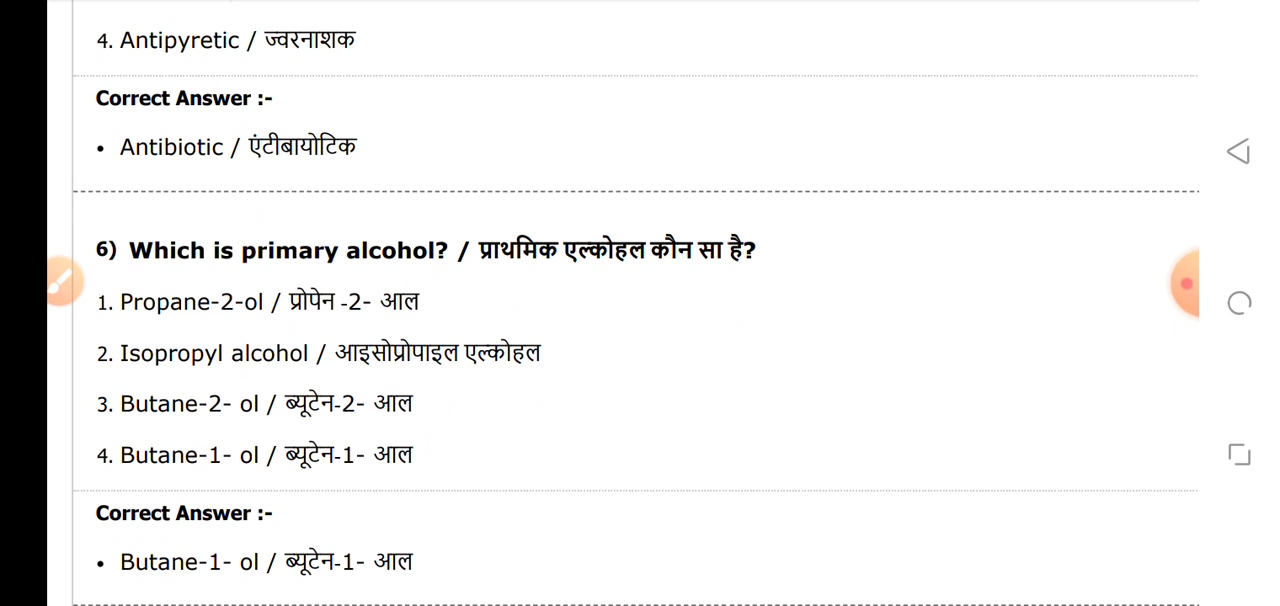 4. Antipyretic / ज्वरनाशक
Correct Answer :-
• Antibiotic / एंटीबायोटिक
6) Which is primary alcohol? / प्राथमिक एल्कोहल कौन सा है?
1. Propane-2-ol / प्रोपेन -2- आल
2. Isopropyl alcohol / आइसोप्रोपाइल एल्कोहल
3. Butane-2- ol / ब्यूटेन-2- आल
4. Butane-1- ol / ब्यूटेन-1- आल
Correct Answer :-
• Butane-1- ol / ब्यूटेन-1- आल